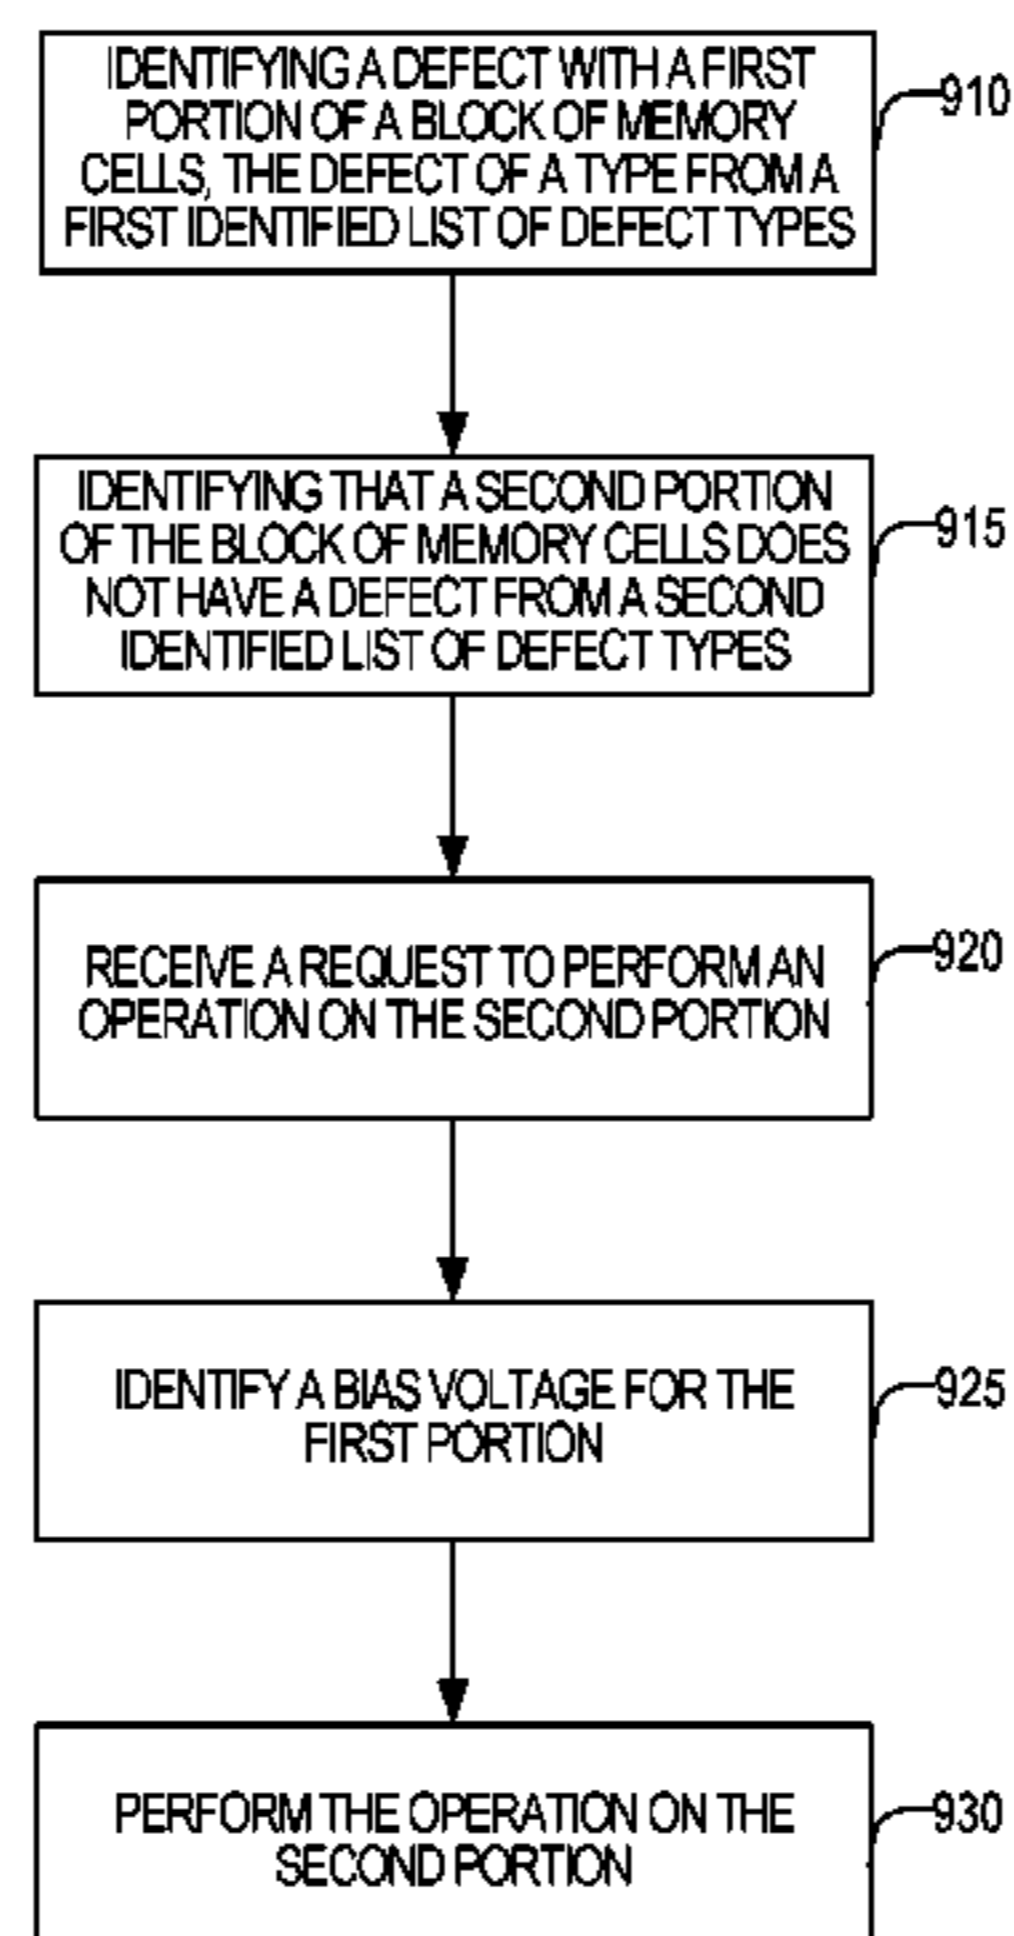 IDENTIFYING A DEFECT WITH A FIRST
PORTION OF A BLOCK OF MEMORY
CELLS, THE DEFECT OF A TYPE FROM A
FIRST IDENTIFIED LIST OF DEFECT TYPES
910
IDENTIFYING THAT A SECOND PORTION
OF THE BLOCK OF MEMORY CELLS DOES
NOT HAVE A DEFECT FROM A SECOND
IDENTIFIED LIST OF DEFECT TYPES
915
RECEIVE A REQUEST TO PERFORM AN
OPERATION ON THE SECOND PORTION
920
IDENTIFY A BIAS VOLTAGE FOR THE
FIRST PORTION
925
PERFORM THE OPERATION ON THE
SECOND PORTION
930